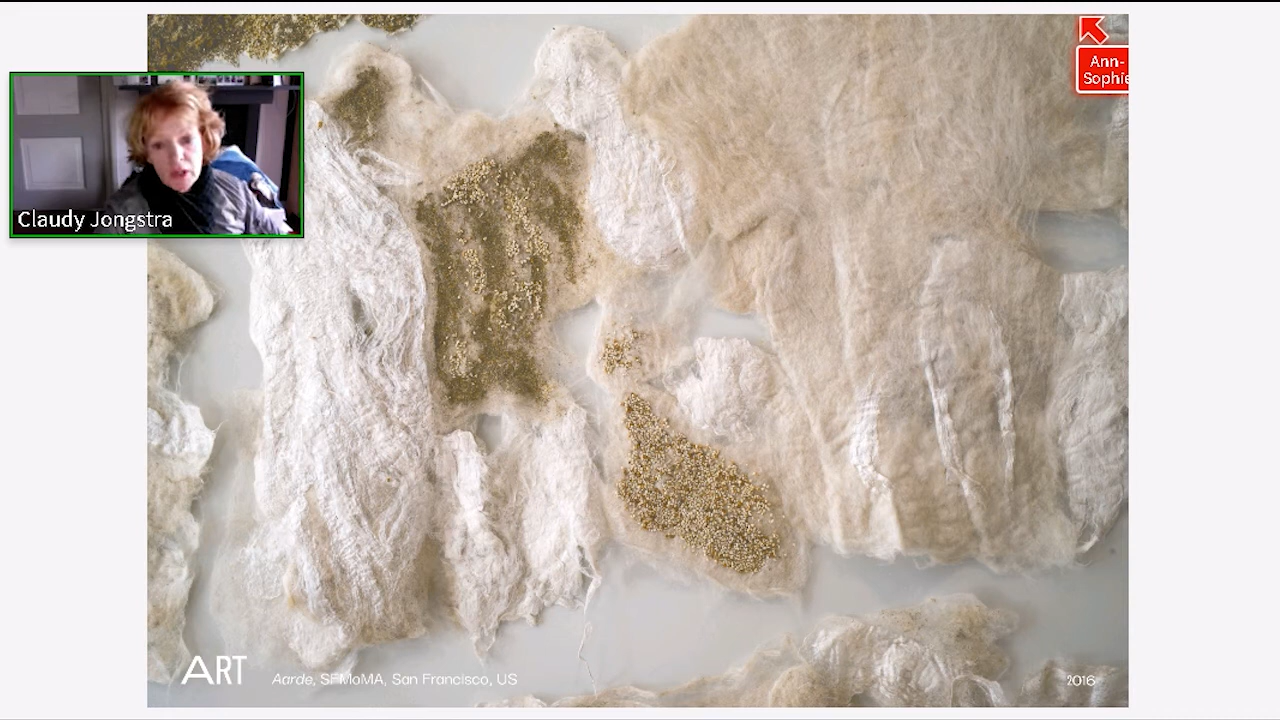 Ann-
Sophie
Claudy Jongstra
ART
Aarde, SFMoMA, San Francisco, US
2016